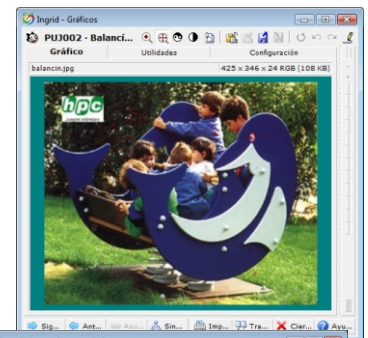 Ingrid - Gráficos
PUJ002 - Balancí...
Gráfico Utilidades Configuración
balancin.jpg 425 x 346 x 24 RGB (108 KB)
hpc
Sig... Ant... Aso... Sin... Imp... Tra... Cier... Ayu...